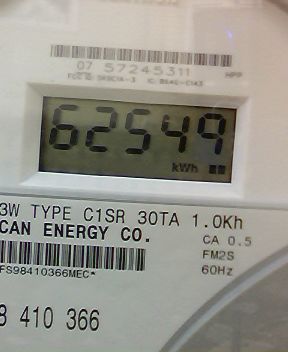 07 57245311
HPP
62549
kWh
3W TYPE C1SR 30TA 1.0Kh
CAN ENERGY CO.
CA 0.5
FM2S
60Hz
FS98410366MEC*
8 410 366